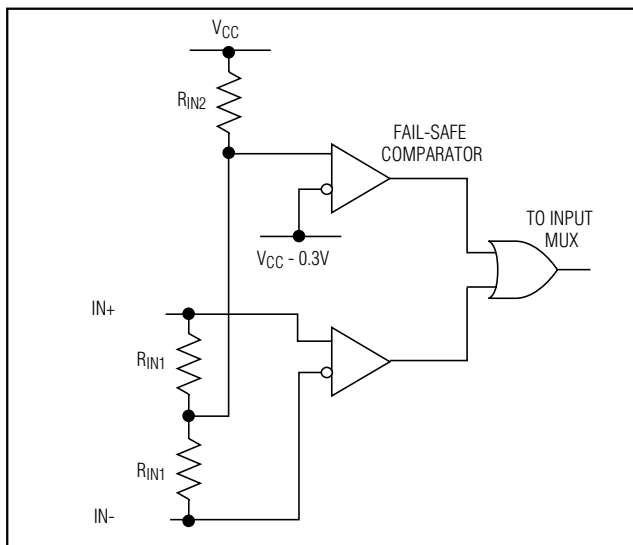 VCC
RIN2
FAIL-SAFE
COMPARATOR
TO INPUT
MUX
VCC - 0.3V
IN+
RIN1
RIN1
IN-